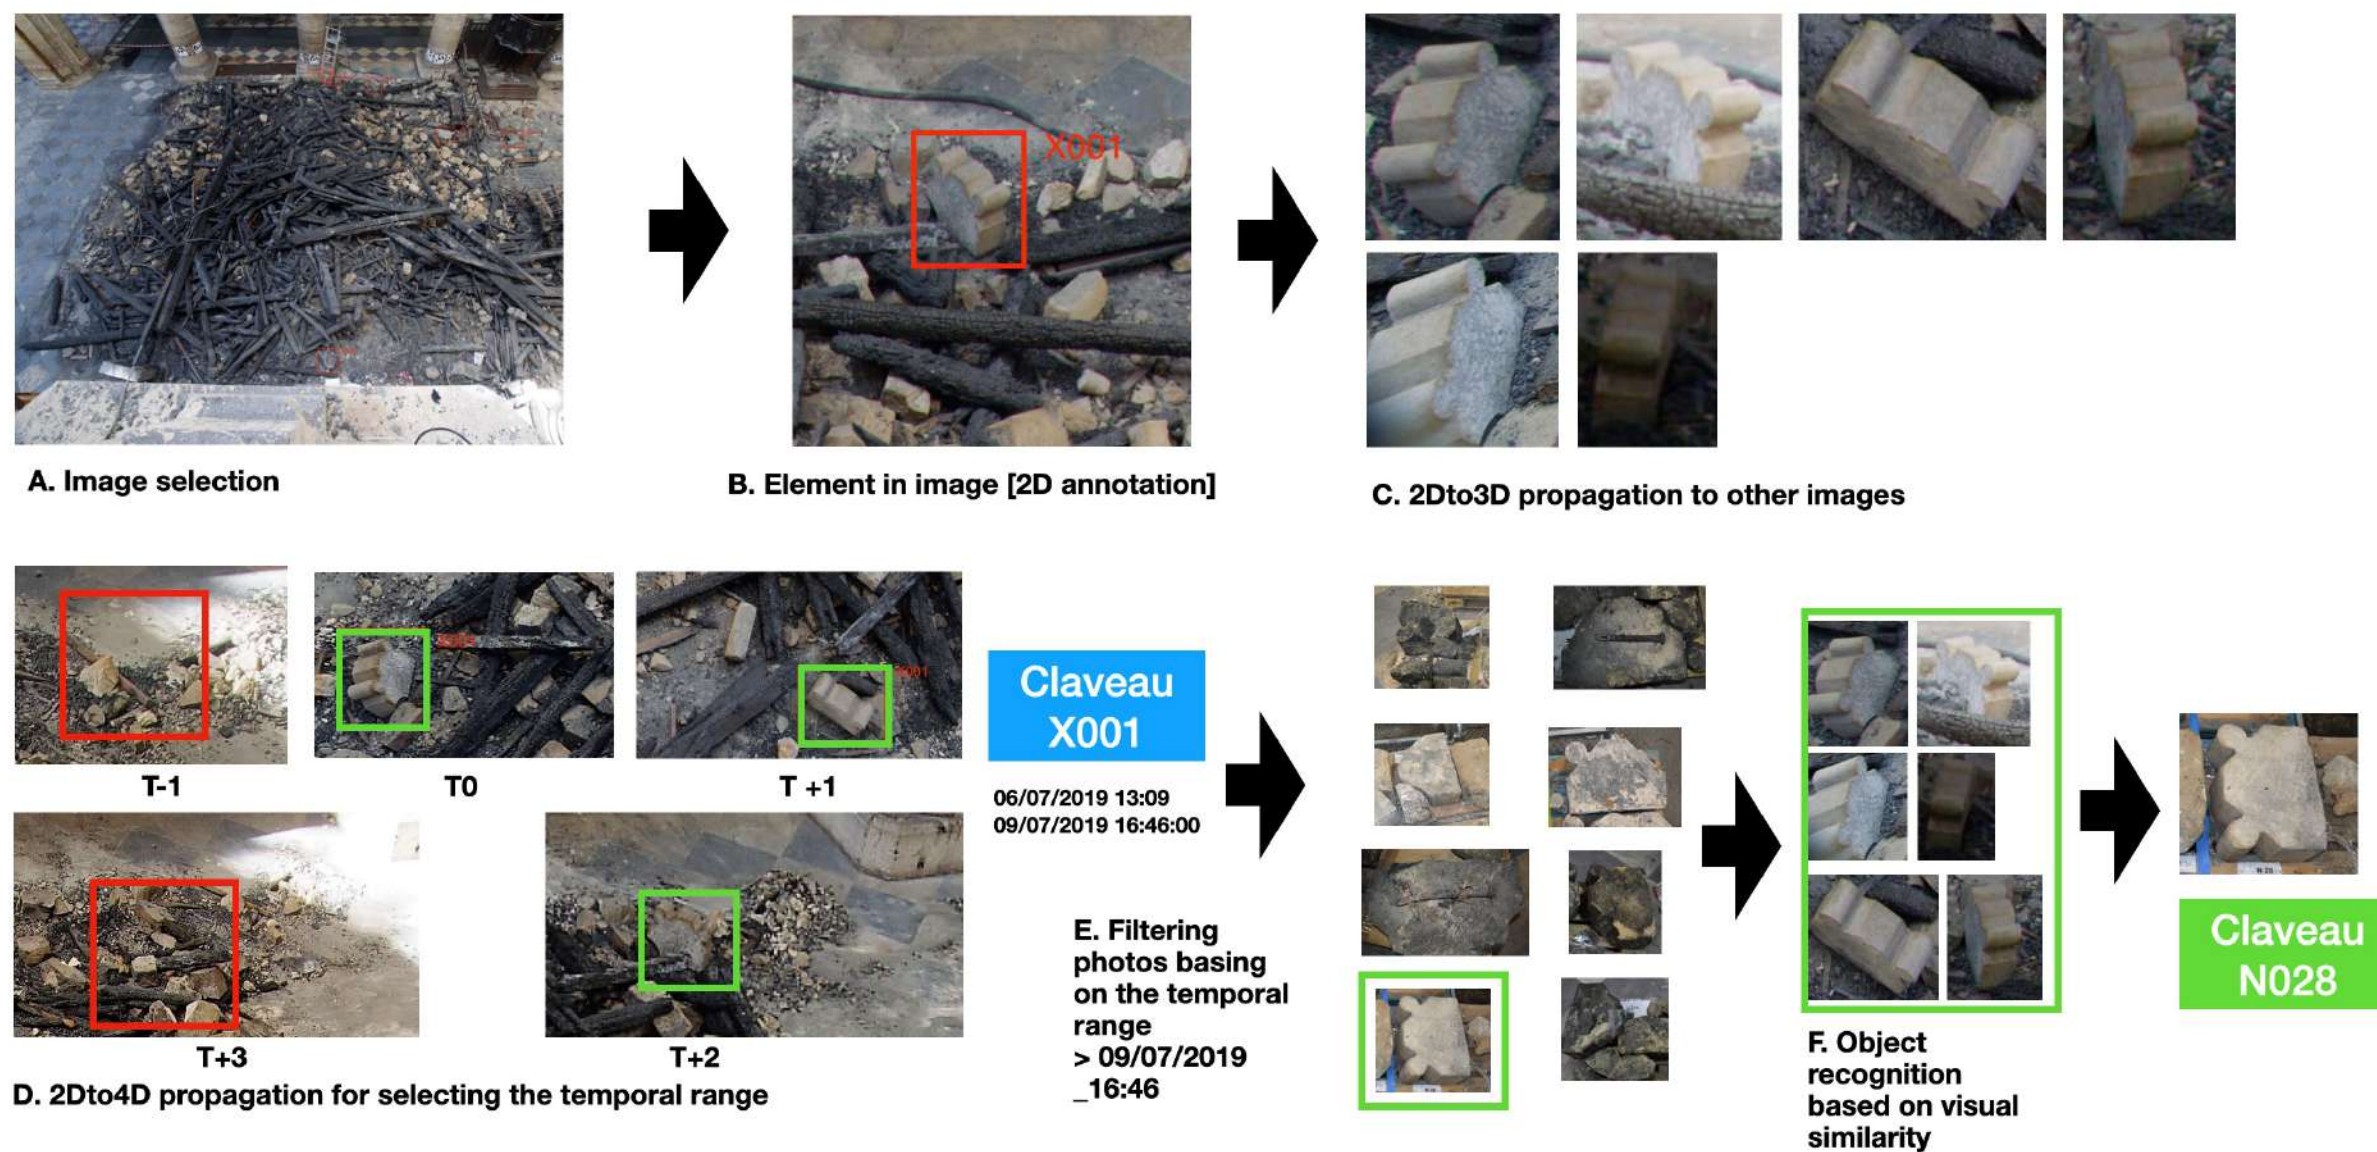 X001
A. Image selection
B. Element in image [2D annotation]
C. 2Dto3D propagation to other images
X001
T-1
T0
T +1
Claveau
X001
06/07/2019 13:09
09/07/2019 16:46:00
T+3
T+2
D. 2Dto4D propagation for selecting the temporal range
E. Filtering
photos basing
on the temporal
range
> 09/07/2019
_16:46
F. Object
recognition
based on visual
similarity
Claveau
N028